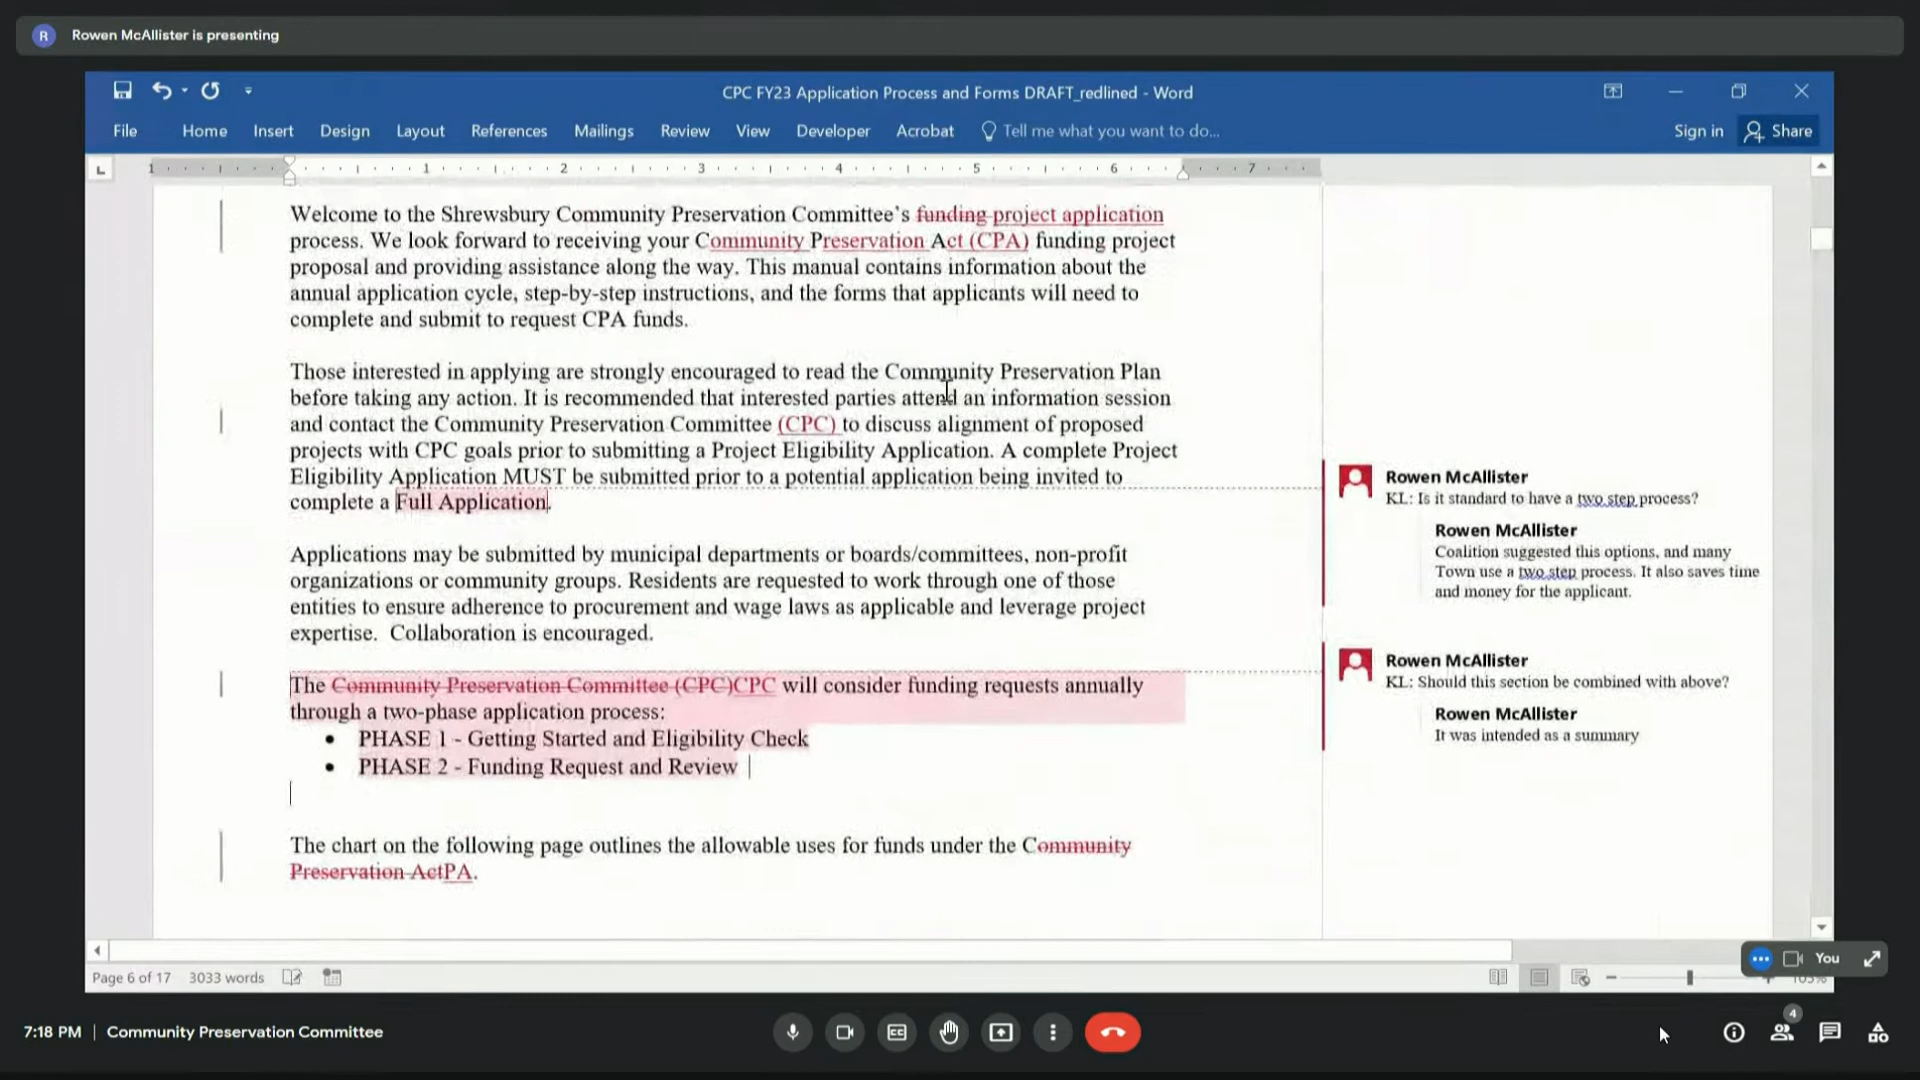 R Rowen McAllister is presenting
CPC FY23 Application Process and Forms DRAFT_redlined - Word
File Home Insert Design Layout References Mailings Review View Developer Acrobat Tell me what you want to do... Sign in Share
L 1 1 2 3 4 5 6 7
Welcome to the Shrewsbury Community Preservation Committee's funding project application
process. We look forward to receiving your Community Preservation Act (CPA) funding project
proposal and providing assistance along the way. This manual contains information about the
annual application cycle, step-by-step instructions, and the forms that applicants will need to
complete and submit to request CPA funds.
Those interested in applying are strongly encouraged to read the Community Preservation Plan
before taking any action. It is recommended that interested parties attend an information session
and contact the Community Preservation Committee (CPC) to discuss alignment of proposed
projects with CPC goals prior to submitting a Project Eligibility Application. A complete Project
Eligibility Application MUST be submitted prior to a potential application being invited to
complete a Full Application.
Applications may be submitted by municipal departments or boards/committees, non-profit
organizations or community groups. Residents are requested to work through one of those
entities to ensure adherence to procurement and wage laws as applicable and leverage project
expertise. Collaboration is encouraged.
The Community Preservation Committee (CPC)CPC will consider funding requests annually
through a two-phase application process:
• PHASE 1 - Getting Started and Eligibility Check
• PHASE 2 - Funding Request and Review
The chart on the following page outlines the allowable uses for funds under the Community
Preservation ActPA.
Rowen McAllister
KL: Is it standard to have a two step process?
Rowen McAllister
Coalition suggested this options, and many
Town use a two step process. It also saves time
and money for the applicant.
Rowen McAllister
KL: Should this section be combined with above?
Rowen McAllister
It was intended as a summary
You
Page 6 of 17 3033 words
7:18 PM | Community Preservation Committee
CC
4